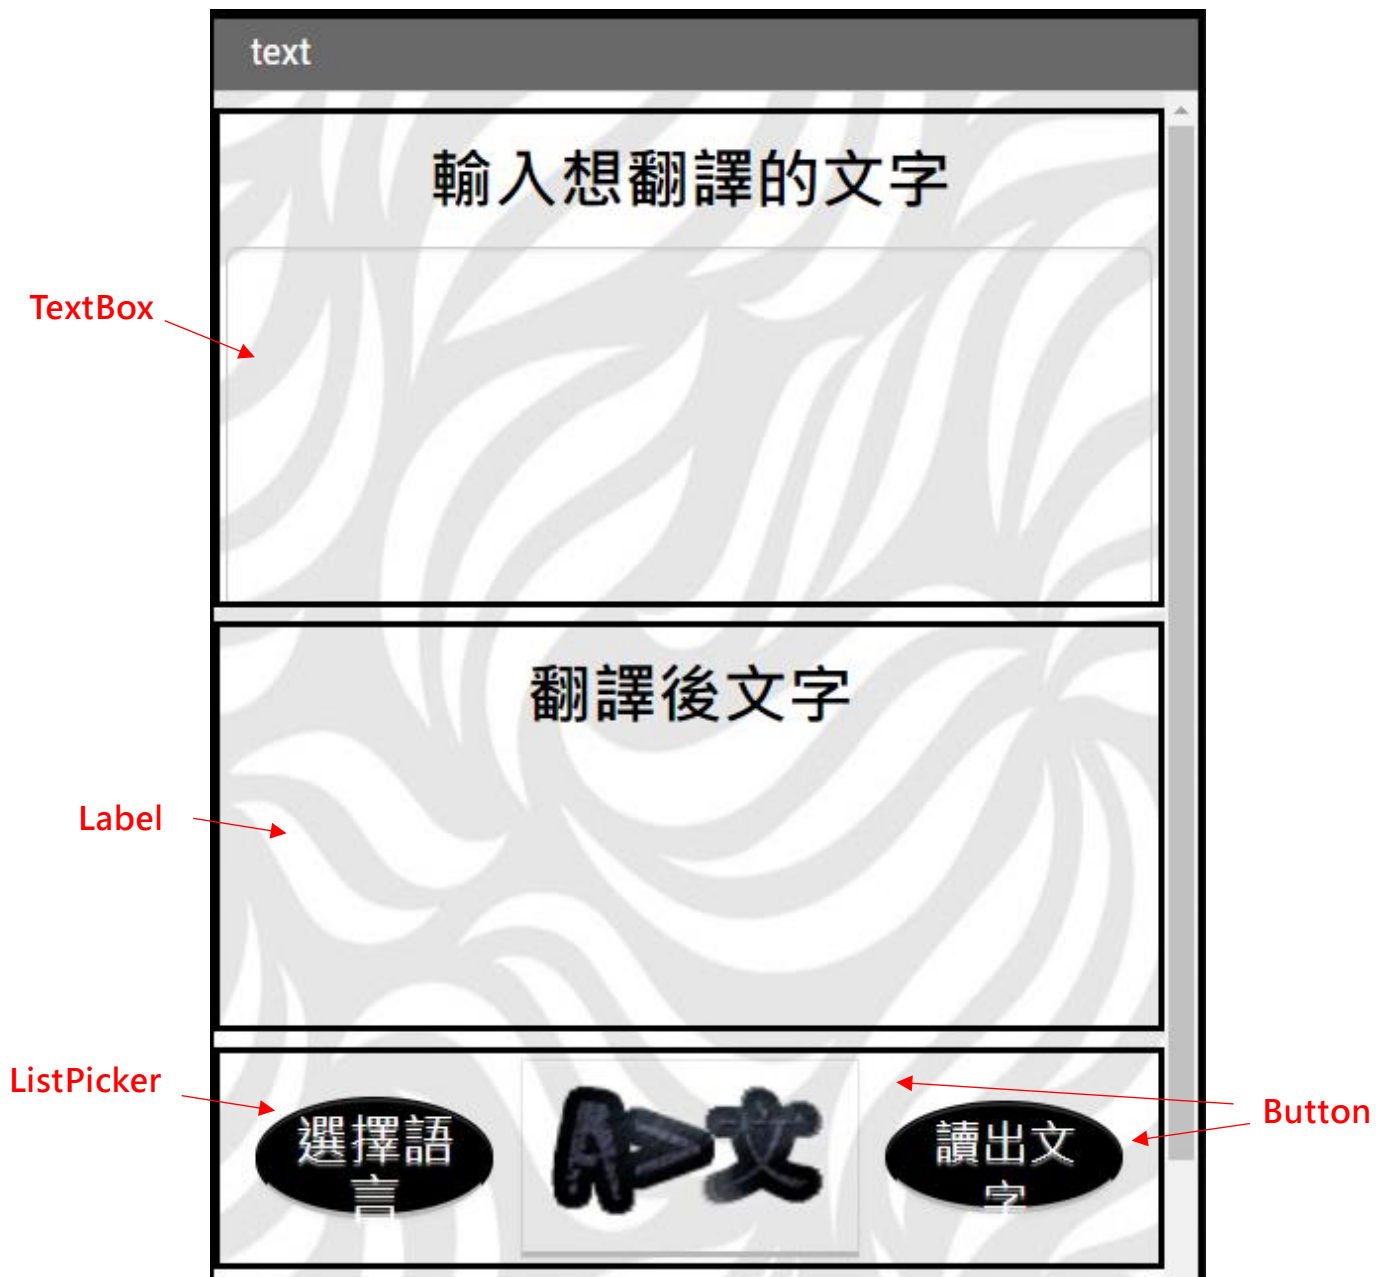 text
輸入想翻譯的文字
TextBox
翻譯後文字
Label
ListPicker
選擇語
言
A>文
讀出文
字
Button